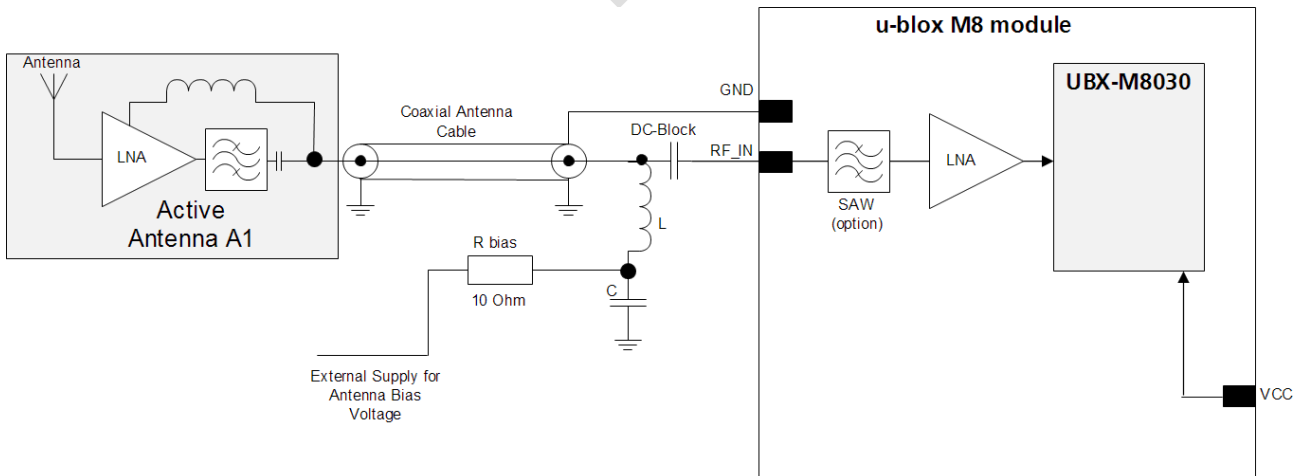 u-blox M8 module
Antenna
UBX-M8030
GND
Coaxial Antenna
Cable
DC-Block
RF_IN
LNA
LNA
SAW
(option)
Active
Antenna A1
L
R bias
C
10 Ohm
External Supply for
Antenna Bias
Voltage
VCC